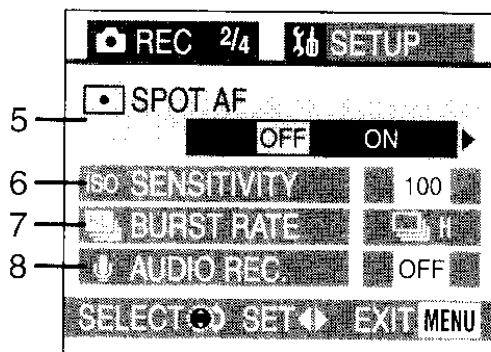 REC 2/4 SETUP
5 SPOT AF
OFF ON
6 ISO SENSITIVITY 100
7 BURST RATE H
8 AUDIO REC. OFF
SELECT SET EXIT MENU